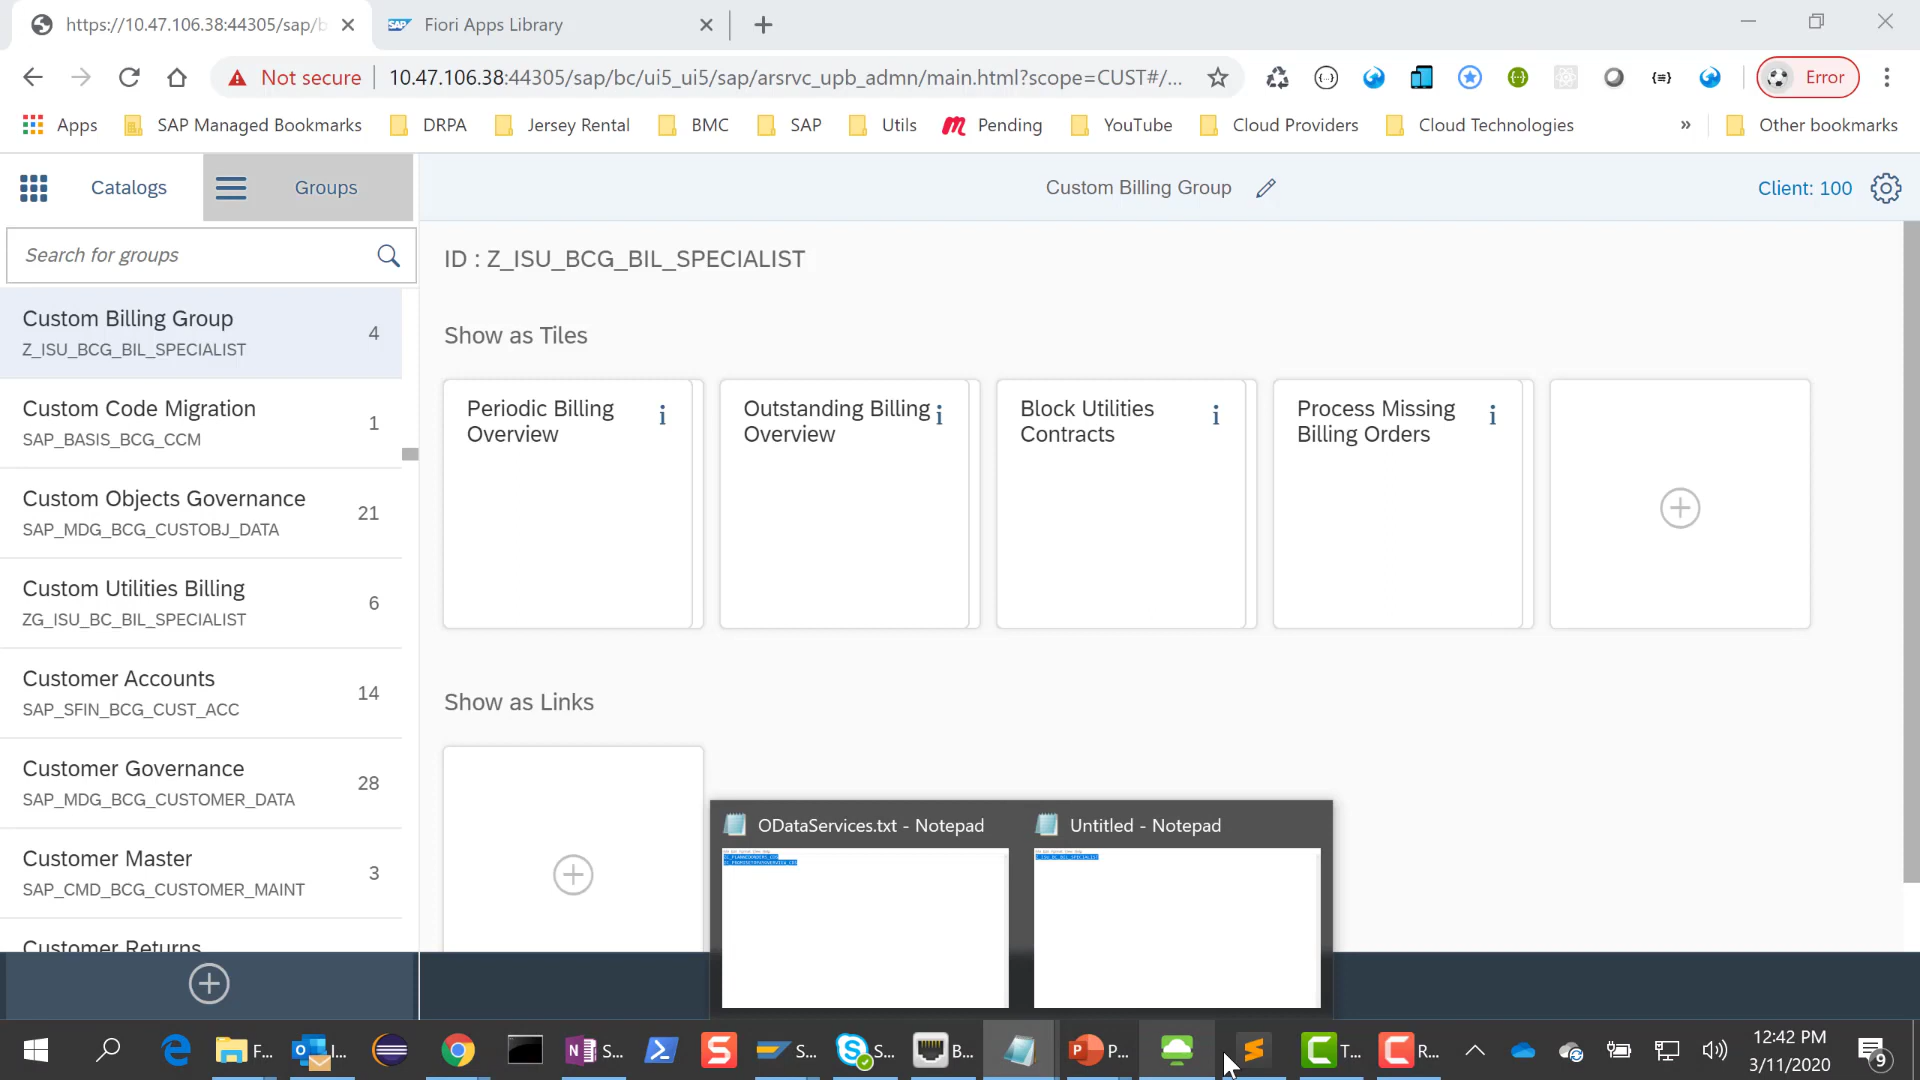 https://10.47.106.38:44305/sap/b
SAP Fiori Apps Library
Not secure 10.47.106.38:44305/sap/bc/ui5_ui5/sap/arsrvc_upb_admn/main.html?scope=CUST#/... Error
Apps SAP Managed Bookmarks DRPA Jersey Rental BMC SAP Utils Pending YouTube Cloud Providers Cloud Technologies » Other bookmarks
Catalogs Groups Custom Billing Group Client: 100
Search for groups
ID : Z_ISU_BCG_BIL_SPECIALIST
Custom Billing Group 4
Z_ISU_BCG_BIL_SPECIALIST
Custom Code Migration 1
SAP_BASIS_BCG_CCM
Custom Objects Governance 21
SAP_MDG_BCG_CUSTOBJ_DATA
Custom Utilities Billing 6
ZG_ISU_BC_BIL_SPECIALIST
Customer Accounts 14
SAP_SFIN_BCG_CUST_ACC
Customer Governance 28
SAP_MDG_BCG_CUSTOMER_DATA
Customer Master 3
SAP_CMD_BCG_CUSTOMER_MAINT
Customer Returns
Show as Tiles
Periodic Billing
Overview
Outstanding Billing
Overview
Block Utilities
Contracts
Process Missing
Billing Orders
Show as Links
ODataServices.txt - Notepad
Untitled - Notepad
F... I... S... S... S... B... P... T... R...
12:42 PM
3/11/2020
9